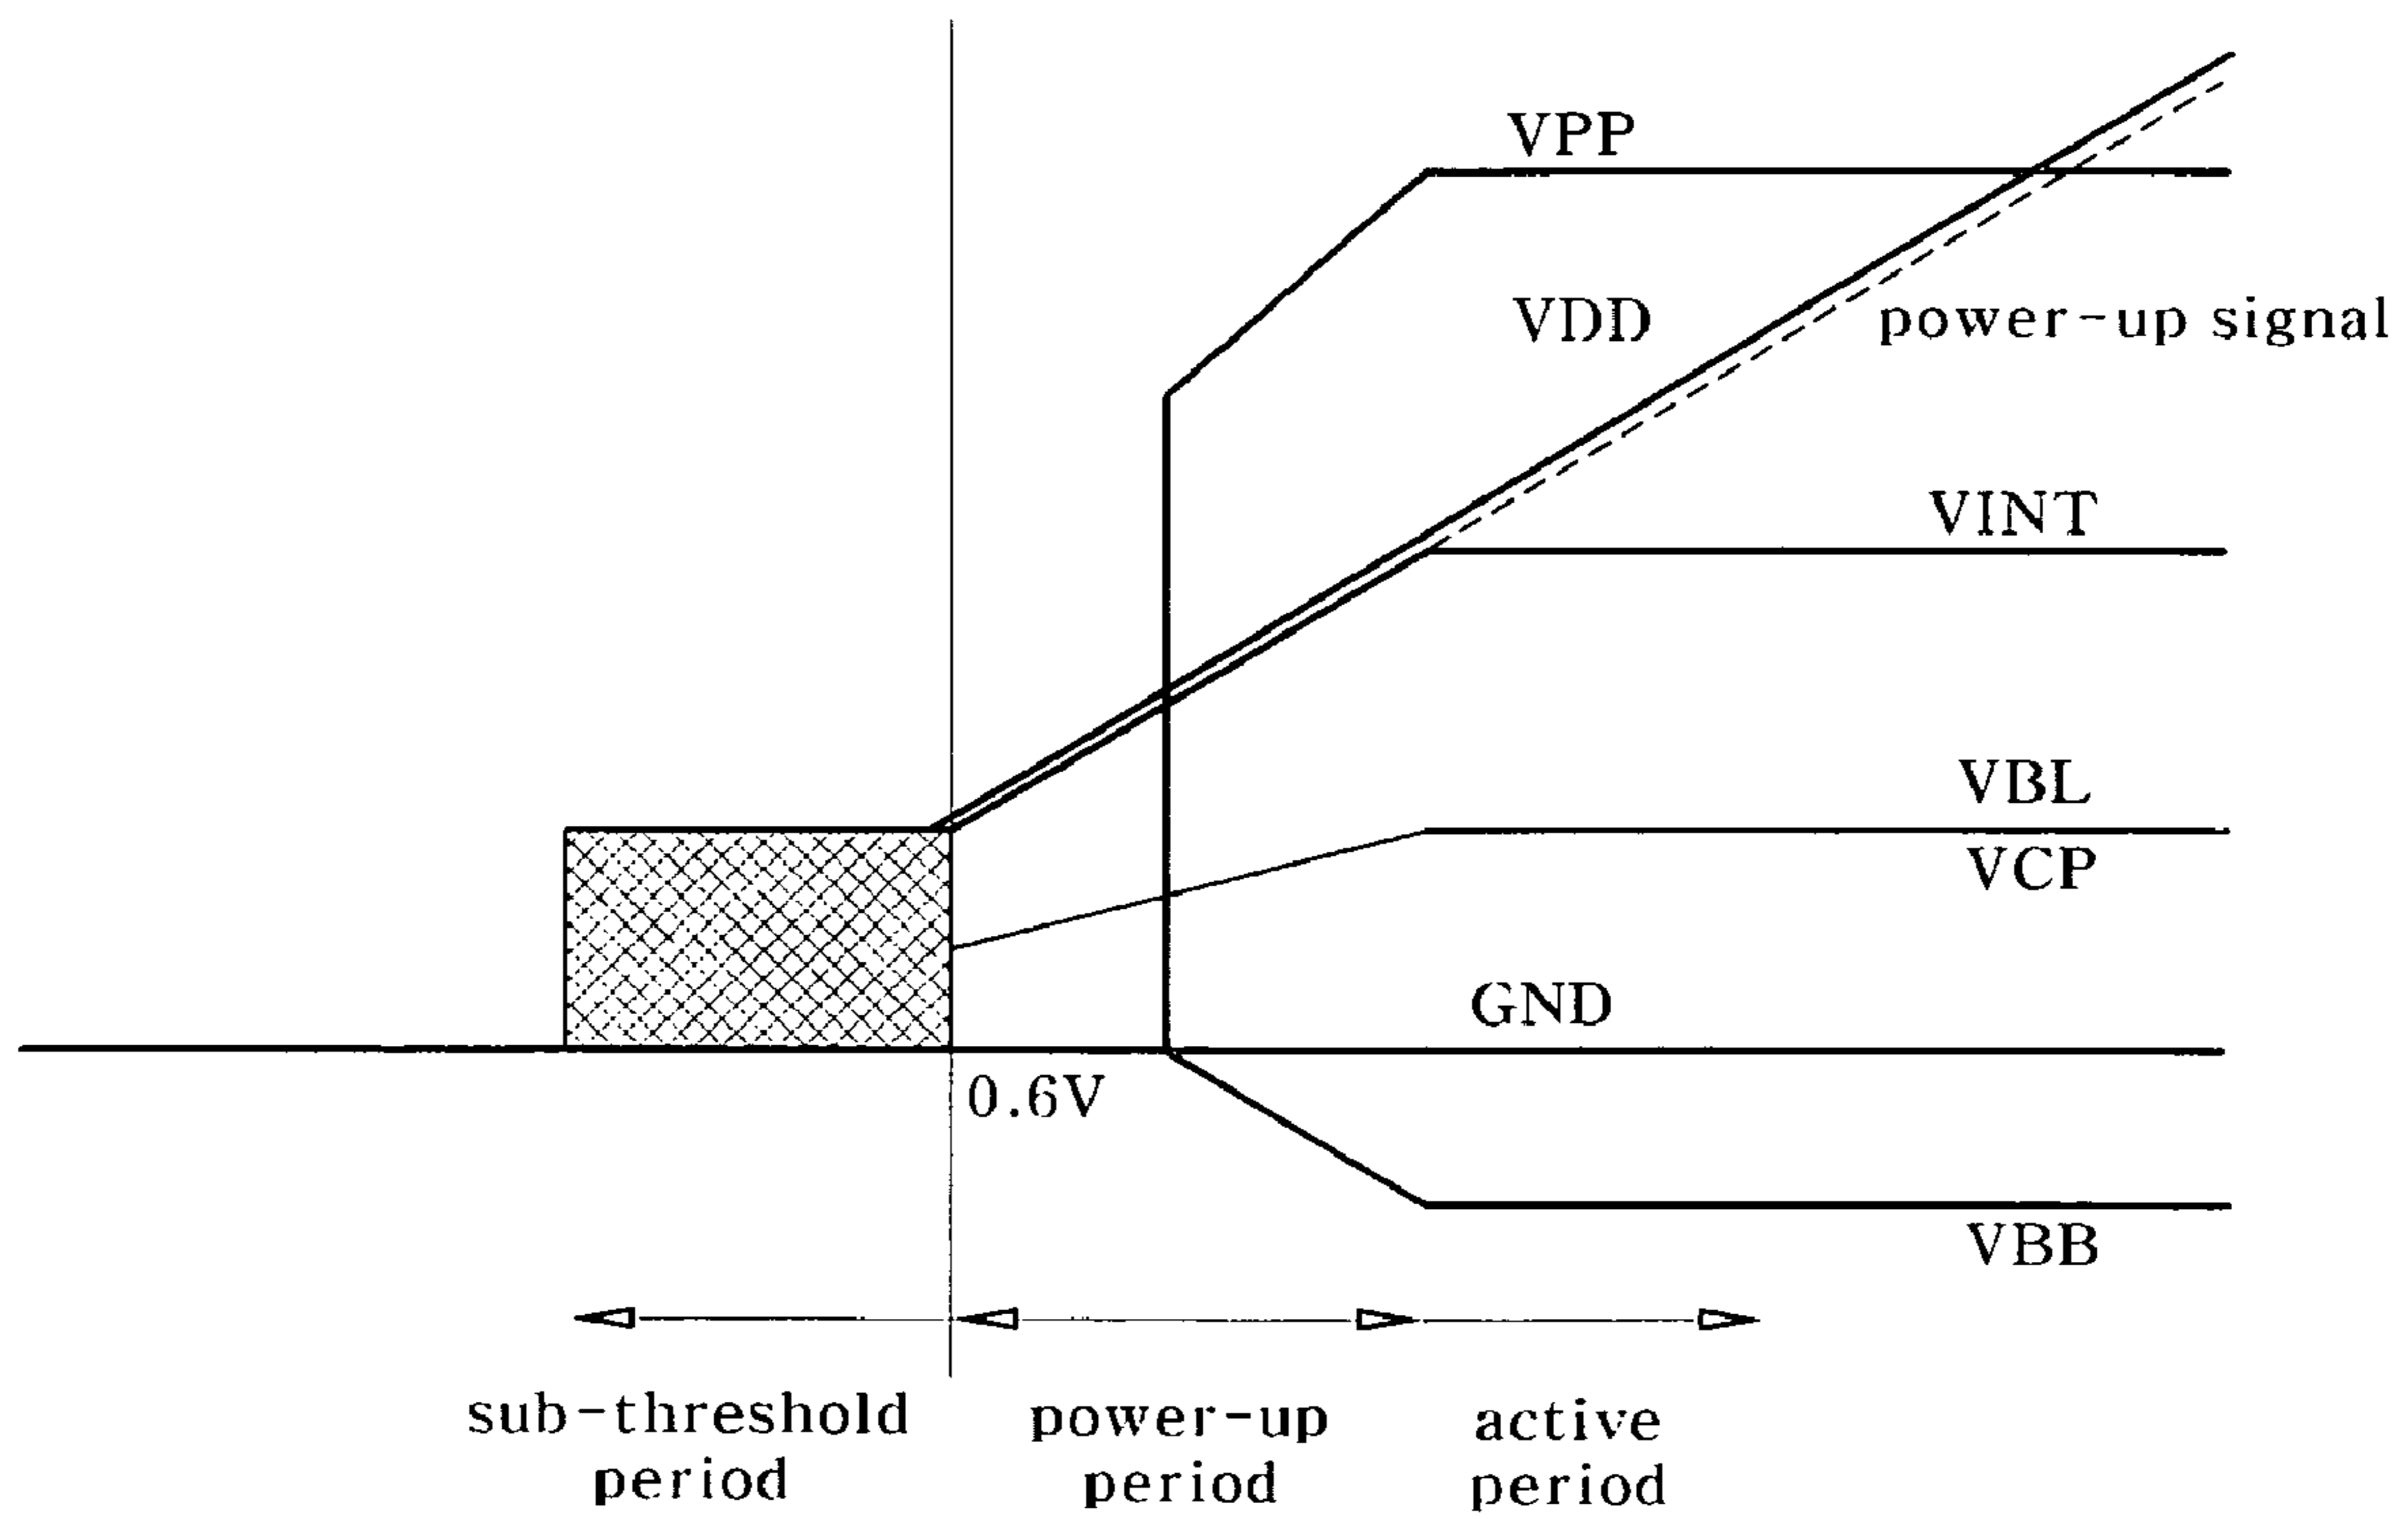 VPP
VDD
power-up signal
VINT
VBL
VCP
GND
0.6V
VBB
sub-threshold
period
power-up
period
active
period